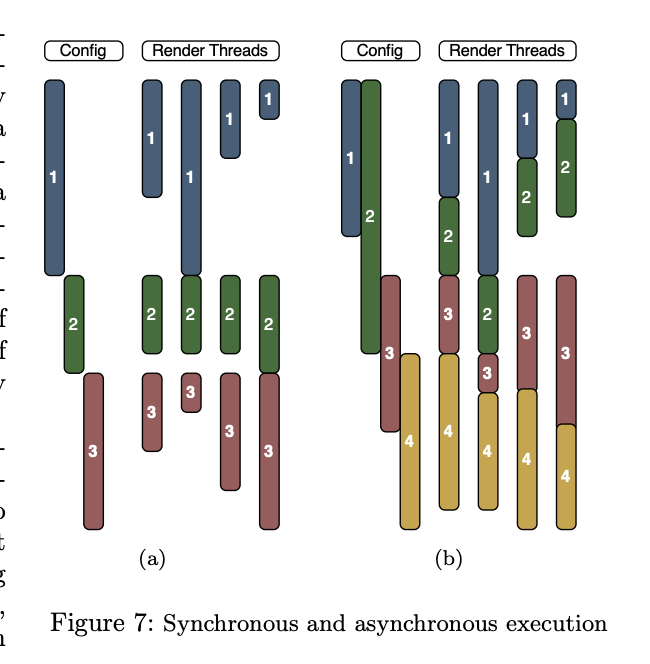 Config Render Threads Config Render Threads
1 1 1 1 1
2 2 2 2 2
3 3 3 3 3
1 2 1 1 1 1
2 2 2 2
3 3 3 3 3
4 4 4 4 4
(a) (b)
Figure 7: Synchronous and asynchronous execution